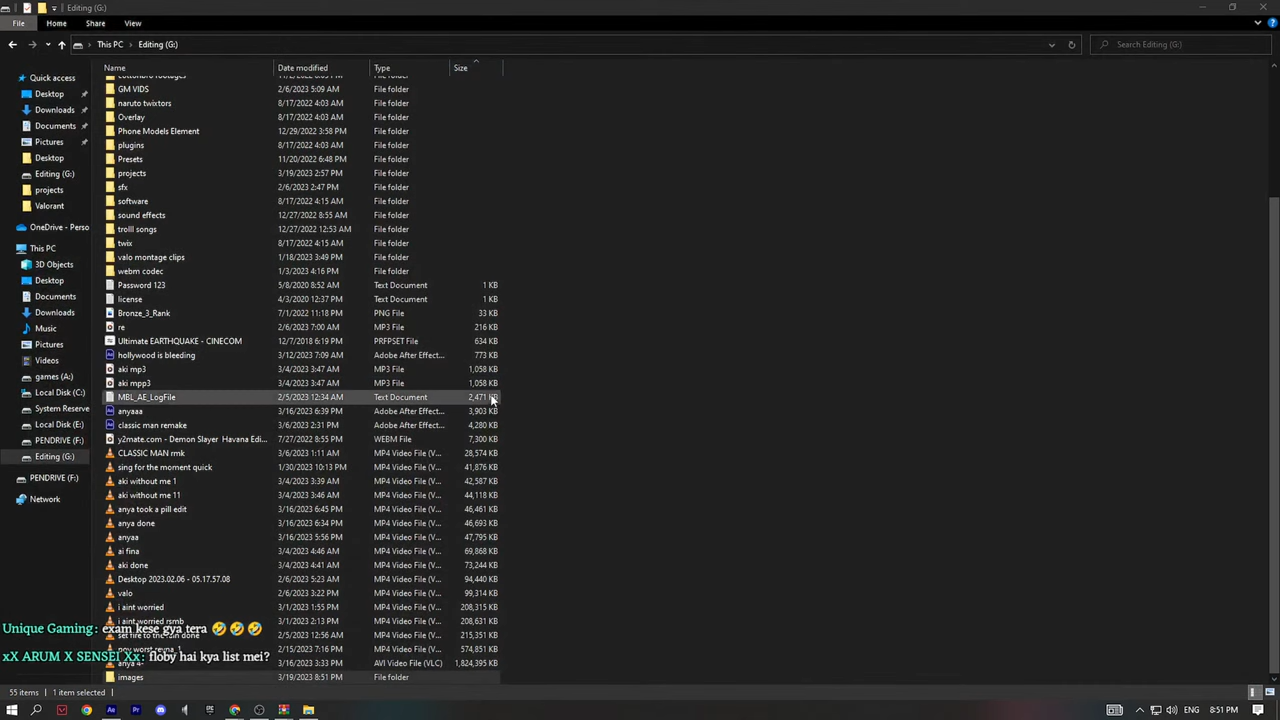 Editing (G:)
File Home Share View
This PC Editing (G:) Search Editing (G:)
Name Date modified Type Size
Quick access
Desktop
Downloads
Documents
Pictures
Desktop
Editing (G:)
projects
Valorant
OneDrive - Perso
This PC
3D Objects
Desktop
Documents
Downloads
Music
Pictures
Videos
games (A:)
Local Disk (C:)
System Reserve
Local Disk (E:)
PENDRIVE (F:)
Editing (G:)
PENDRIVE (F:)
Network
GM VIDS 2/6/2023 5:09 AM File folder
naruto twixtors 8/17/2022 4:03 AM File folder
Overlay 8/17/2022 4:03 AM File folder
Phone Models Element 12/29/2022 3:58 PM File folder
plugins 8/17/2022 4:03 AM File folder
Presets 11/20/2022 6:48 PM File folder
projects 3/19/2023 2:57 PM File folder
sfx 2/6/2023 2:47 PM File folder
software 8/17/2022 4:15 AM File folder
sound effects 12/27/2022 8:55 AM File folder
trolll songs 12/27/2022 12:53 AM File folder
twix 8/17/2022 4:15 AM File folder
valo montage clips 1/18/2023 3:49 PM File folder
webm codec 1/3/2023 4:16 PM File folder
Password 123 5/8/2020 8:52 AM Text Document 1 KB
license 4/3/2020 12:37 PM Text Document 1 KB
Bronze_3_Rank 7/1/2022 11:18 PM PNG File 33 KB
re 2/6/2023 7:00 AM MP3 File 216 KB
Ultimate EARTHQUAKE - CINECOM 12/7/2018 6:19 PM PRFPSET File 634 KB
hollywood is bleeding 3/12/2023 7:09 AM Adobe After Effect... 773 KB
aki mp3 3/4/2023 3:47 AM MP3 File 1,058 KB
aki mpp3 3/4/2023 3:47 AM MP3 File 1,058 KB
MBL_AE_LogFile 2/5/2023 12:34 AM Text Document 2,471 KB
anyaaa 3/16/2023 6:39 PM Adobe After Effect... 3,903 KB
classic man remake 3/6/2023 2:31 PM Adobe After Effect... 4,280 KB
y2mate.com - Demon Slayer Havana Edi... 7/27/2022 8:55 PM WEBM File 7,300 KB
CLASSIC MAN rmk 3/6/2023 1:11 AM MP4 Video File (V... 28,574 KB
sing for the moment quick 1/30/2023 10:13 PM MP4 Video File (V... 41,876 KB
aki without me 1 3/4/2023 3:39 AM MP4 Video File (V... 42,587 KB
aki without me 11 3/4/2023 3:46 AM MP4 Video File (V... 44,118 KB
anya took a pill edit 3/16/2023 6:45 PM MP4 Video File (V... 46,461 KB
anya done 3/16/2023 6:34 PM MP4 Video File (V... 46,693 KB
anyaa 3/16/2023 5:56 PM MP4 Video File (V... 47,795 KB
ai fina 3/4/2023 4:46 AM MP4 Video File (V... 69,868 KB
aki done 3/4/2023 3:22 AM MP4 Video File (V... 73,244 KB
Desktop 2023.02.06 - 05.17.57.08 2/6/2023 5:23 AM MP4 Video File (V... 94,440 KB
valo 2/6/2023 3:22 PM MP4 Video File (V... 99,314 KB
i aint worried 3/1/2023 1:55 PM MP4 Video File (V... 208,315 KB
i aint worried rsmb 3/1/2023 2:13 PM MP4 Video File (V... 208,631 KB
Unique Gaming: exam kese gya tera 🤣🤣🤣
2/5/2023 12:56 AM MP4 Video File (V... 215,351 KB
2/15/2023 7:16 PM MP4 Video File (V... 574,851 KB
xX ARUM X SENSEI Xx: floby hai kya list mei?
anya 4- 3/16/2023 3:33 PM AVI Video File (VLC) 1,824,395 KB
images 3/19/2023 8:51 PM File folder
55 items 1 item selected
8:51 PM